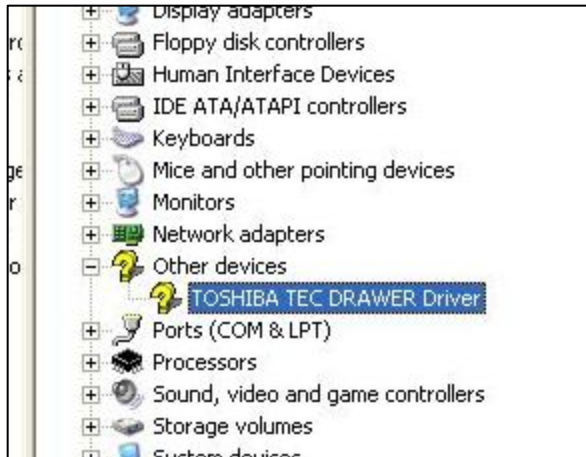 Display adapters
Floppy disk controllers
Human Interface Devices
IDE ATA/ATAPI controllers
Keyboards
Mice and other pointing devices
Monitors
Network adapters
Other devices
TOSHIBA TEC DRAWER Driver
Ports (COM & LPT)
Processors
Sound, video and game controllers
Storage volumes
System devices